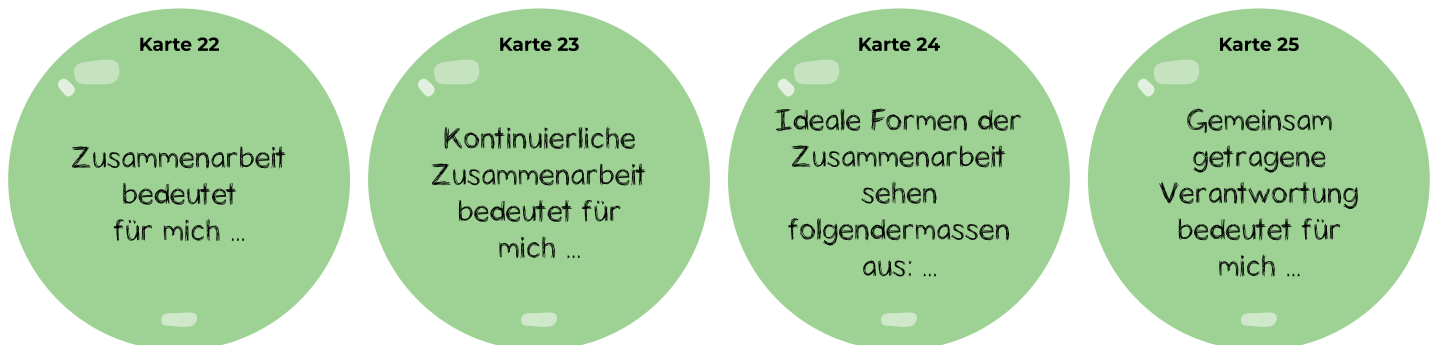 Karte 22
Zusammenarbeit
bedeutet
für mich ...
Karte 23
Kontinuierliche
Zusammenarbeit
bedeutet für
mich ...
Karte 24
Ideale Formen der
Zusammenarbeit
sehen
folgendermassen
aus: ...
Karte 25
Gemeinsam
getragene
Verantwortung
bedeutet für
mich ...